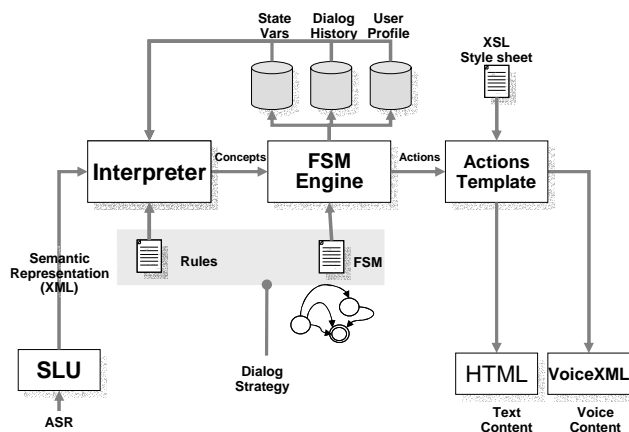 State
Vars
Dialog
History
User
Profile
XSL
Style sheet
Interpreter
Concepts
FSM
Engine
Actions
Actions
Template
Semantic
Representation
(XML)
Rules
FSM
SLU
ASR
Dialog
Strategy
HTML
VoiceXML
Text
Content
Voice
Content